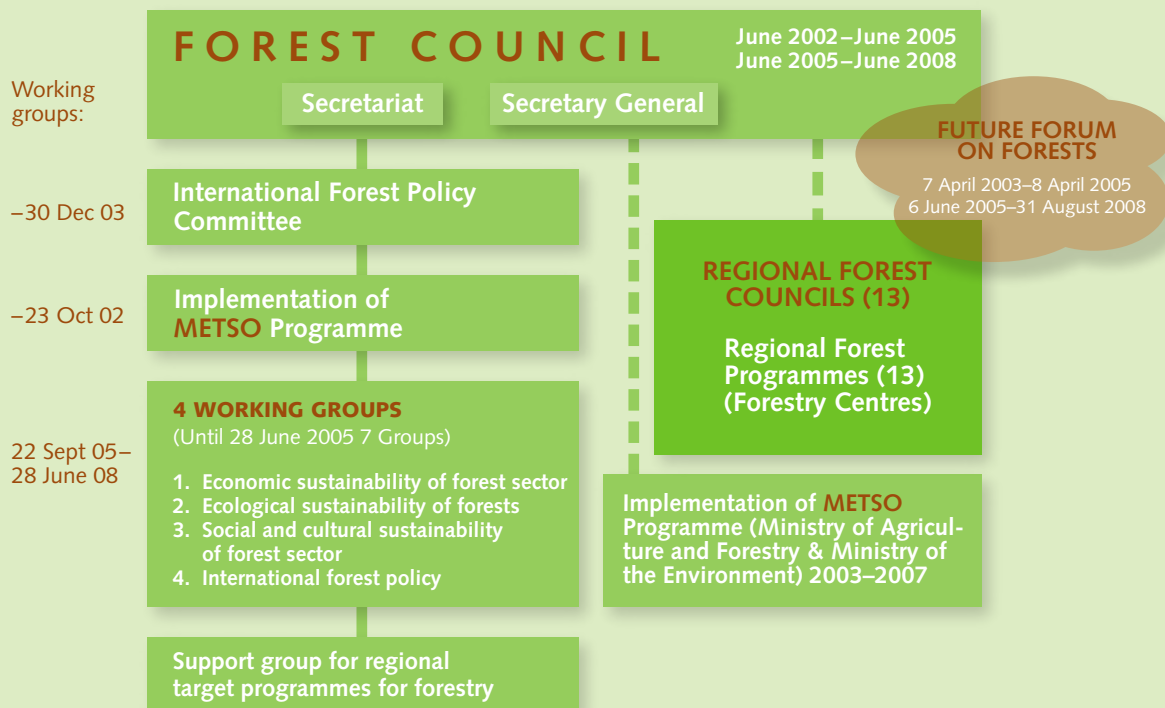 FOREST COUNCIL
June 2002–June 2005
June 2005–June 2008
Secretariat
Secretary General
Working
groups:
FUTURE FORUM
ON FORESTS
7 April 2003–8 April 2005
6 June 2005–31 August 2008
–30 Dec 03
International Forest Policy
Committee
–23 Oct 02
Implementation of
METSO Programme
REGIONAL FOREST
COUNCILS (13)
Regional Forest
Programmes (13)
(Forestry Centres)
22 Sept 05–
28 June 08
4 WORKING GROUPS
(Until 28 June 2005 7 Groups)
1. Economic sustainability of forest sector
2. Ecological sustainability of forests
3. Social and cultural sustainability
of forest sector
4. International forest policy
Implementation of METSO
Programme (Ministry of Agricul-
ture and Forestry & Ministry of
the Environment) 2003–2007
Support group for regional
target programmes for forestry